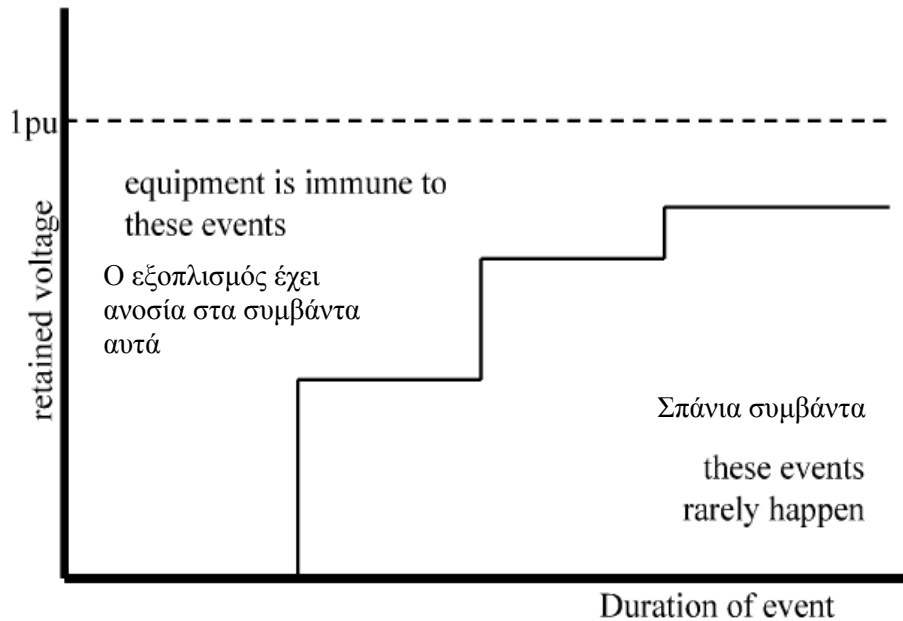 1pu
equipment is immune to
these events
Ο εξοπλισμός έχει
ανοσία στα συμβάντα
αυτά
retained voltage
Σπάνια συμβάντα
these events
rarely happen
Duration of event